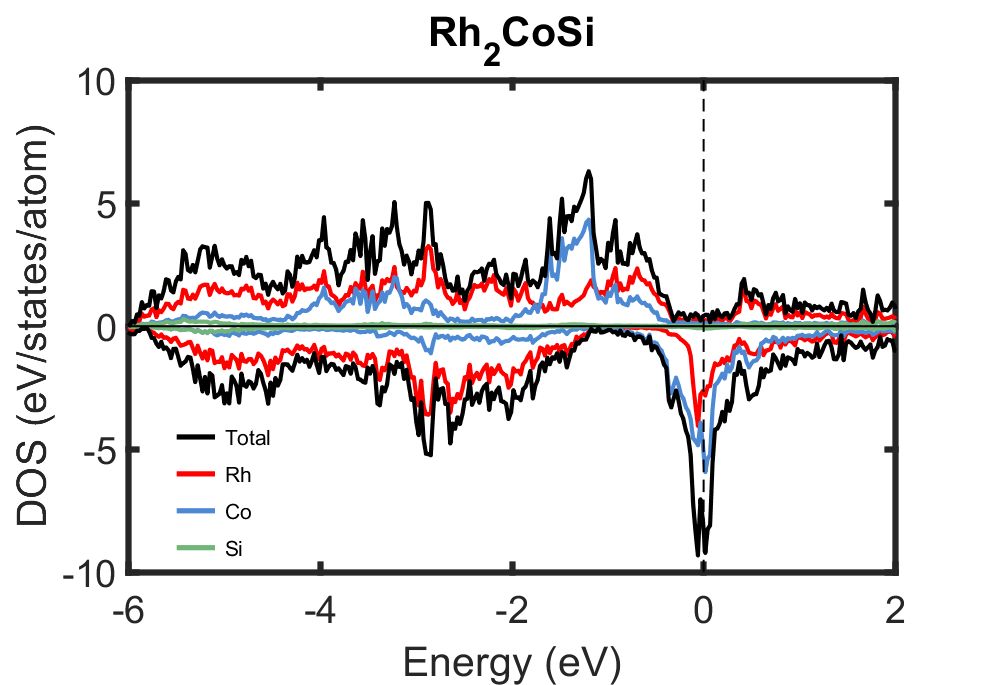 Rh₂CoSi
DOS (eV/states/atom)
10
5
0
-5
-10
Total
Rh
Co
Si
-6
-4
-2
0
2
Energy (eV)